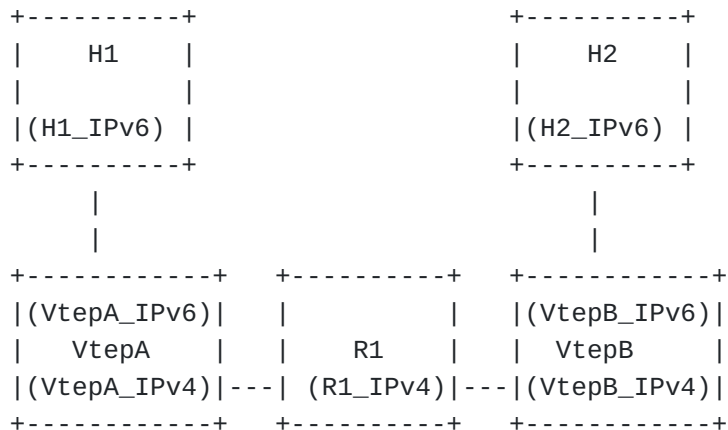 +----------+                  +----------+
|    H1    |                  |    H2    |
|          |                  |          |
|(H1_IPv6) |                  |(H2_IPv6) |
+----------+                  +----------+
     |                             |
     |                             |
+------------+   +----------+   +------------+
|(VtepA_IPv6)|   |          |   |(VtepB_IPv6)|
|   VtepA    |   |    R1    |   |  VtepB     |
|(VtepA_IPv4)|---| (R1_IPv4)|---|(VtepB_IPv4)|
+------------+   +----------+   +------------+